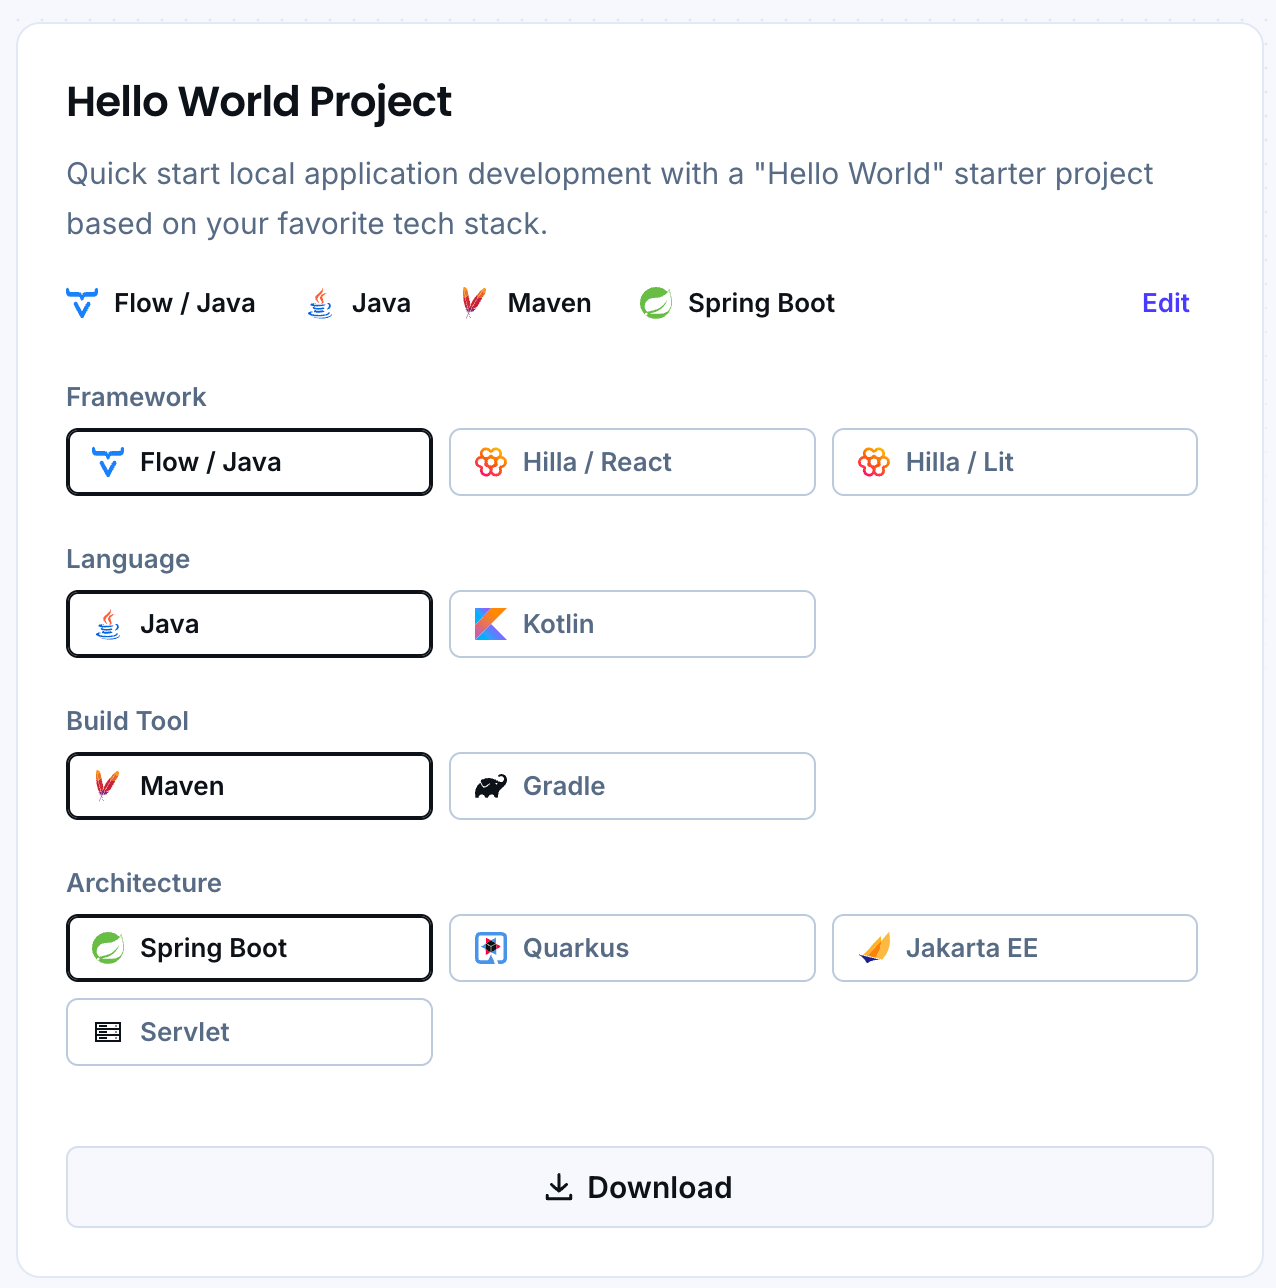 Hello World Project
Quick start local application development with a "Hello World" starter project
based on your favorite tech stack.
Flow / Java Java Maven Spring Boot Edit
Framework
Flow / Java Hilla / React Hilla / Lit
Language
Java Kotlin
Build Tool
Maven Gradle
Architecture
Spring Boot Quarkus Jakarta EE
Servlet
Download